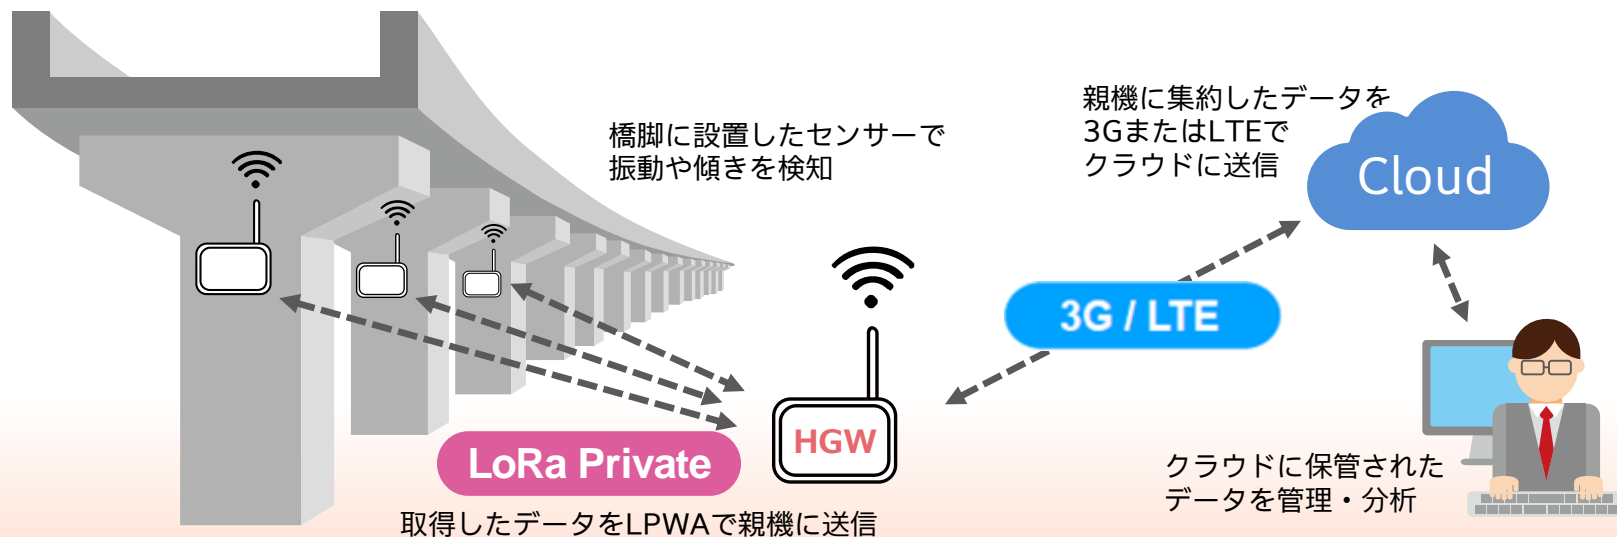 橋脚に設置したセンサーで
振動や傾きを検知
親機に集約したデータを
3GまたはLTEで
クラウドに送信
Cloud
3G / LTE
HGW
LoRa Private
取得したデータをLPWAで親機に送信
クラウドに保管された
データを管理・分析